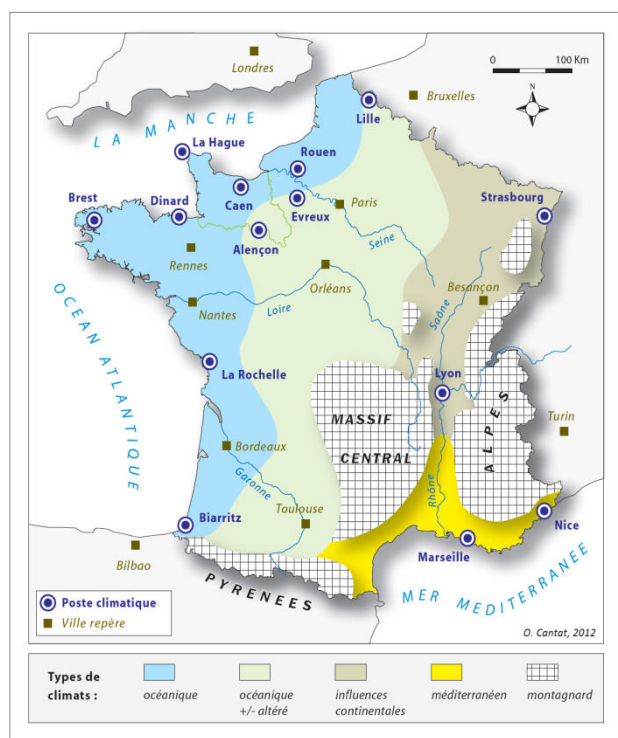 Londres
0 100 Km
Bruxelles
N
Lille
LA MANCHE
La Hague
Rouen
Brest
Dinard
Caen
Evreux
Paris
Strasbourg
Alençon
Seine
Rennes
Orléans
Besançon
Saône
Nantes
Loire
OCEAN ATLANTIQUE
La Rochelle
Lyon
MASSIF
CENTRAL
ALPES
Turin
Bordeaux
Garonne
Rhône
Biarritz
Toulouse
Nice
Marseille
Bilbao
PYRENEES
MER MEDITERRANEE
Poste climatique
Ville repère
O. Cantat, 2012
Types de
climats :
océanique
océanique
+/- altéré
influences
continentales
méditerranéen
montagnard